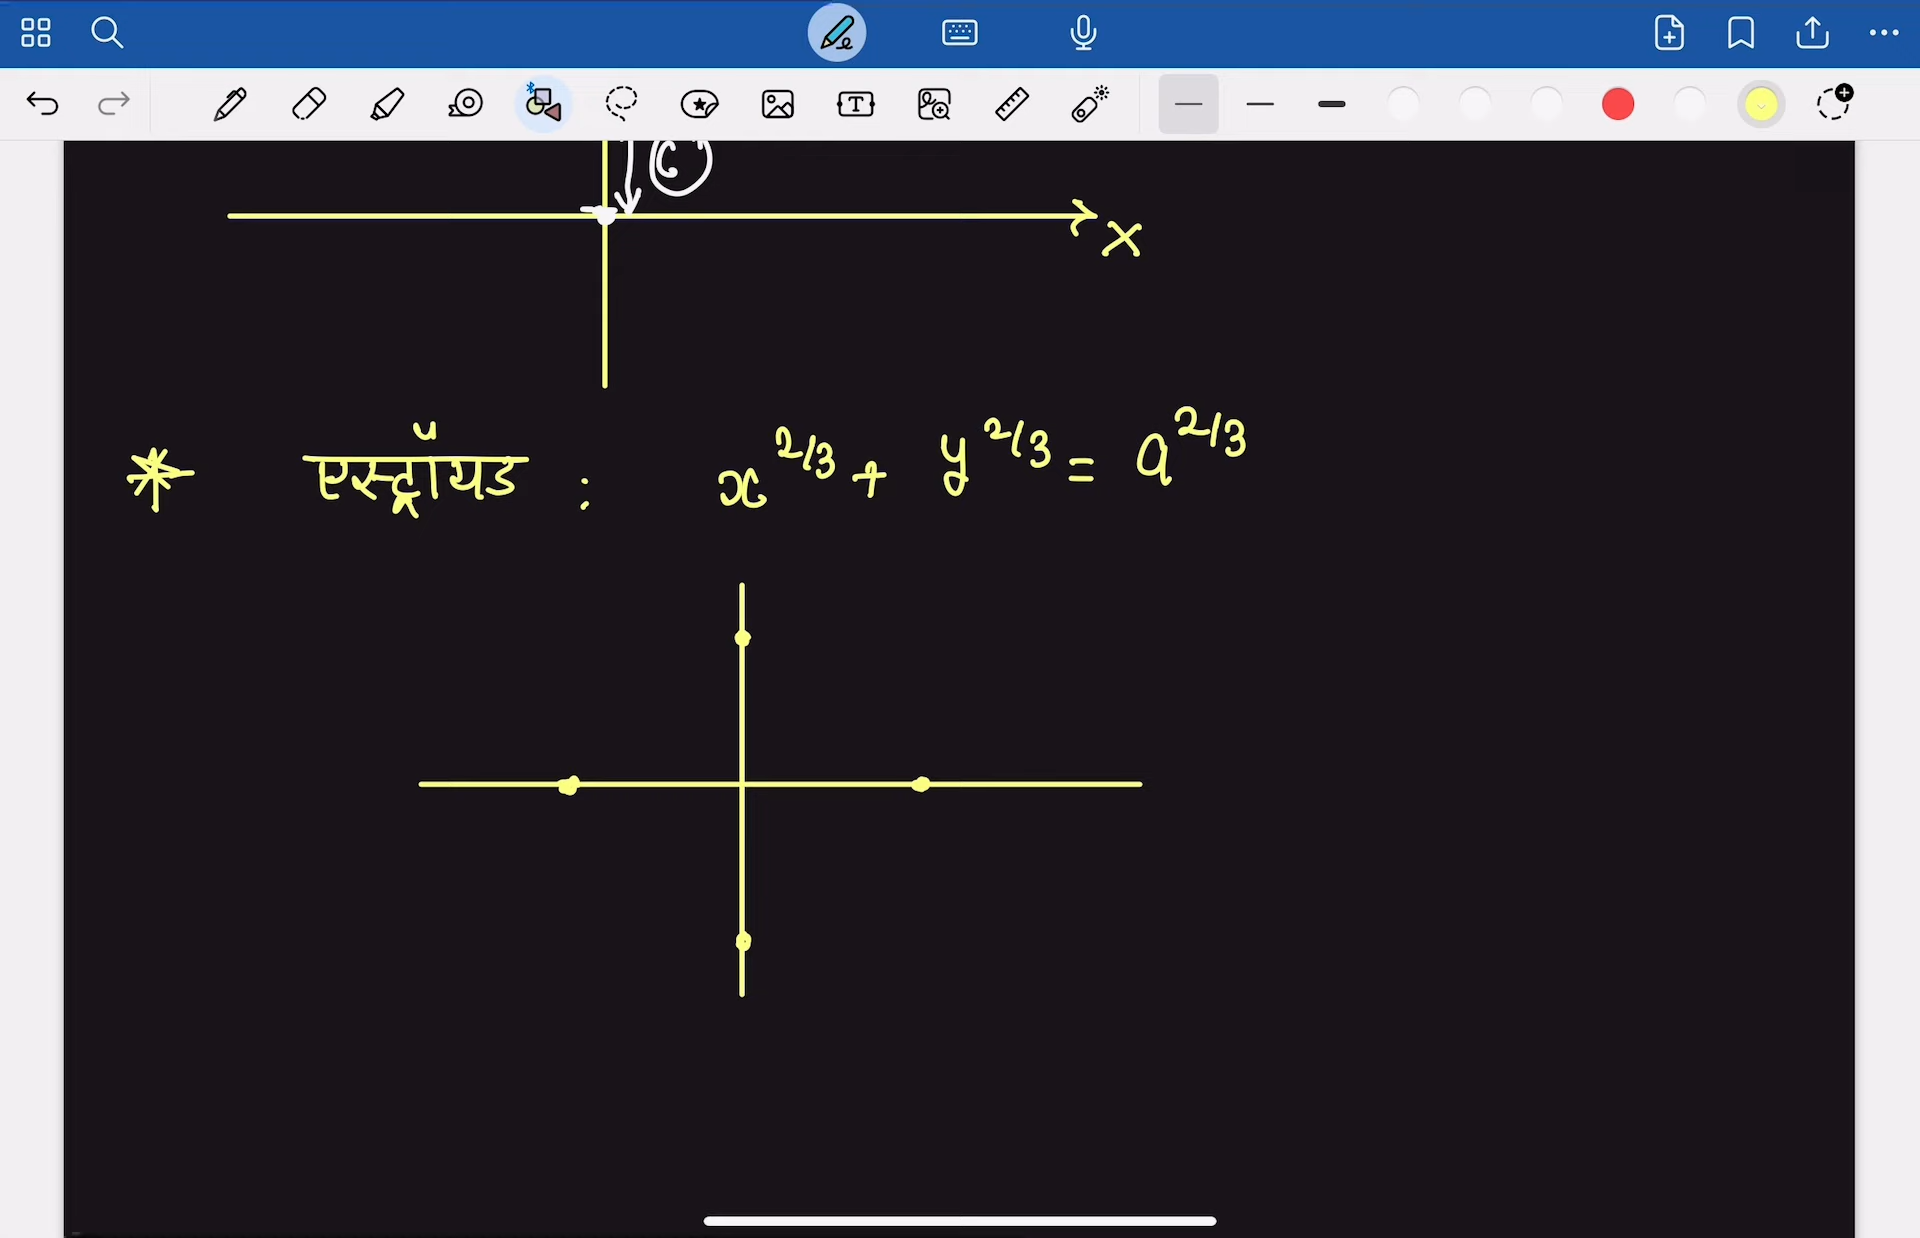 C
X
* एस्ट्रॉयड : x^{2/3} + y^{2/3} = a^{2/3}